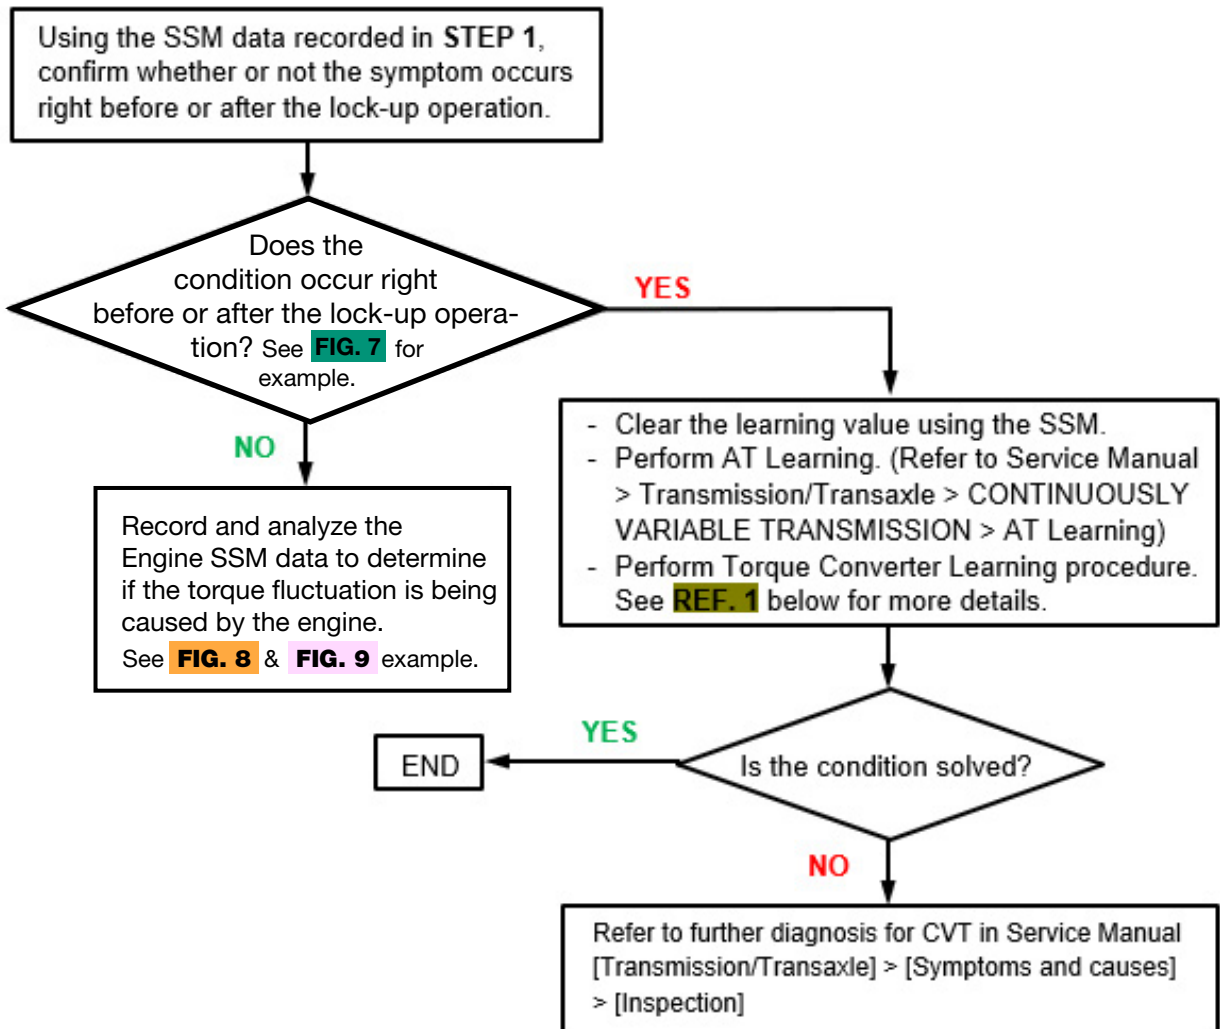 Using the SSM data recorded in STEP 1,
confirm whether or not the symptom occurs
right before or after the lock-up operation.
Does the
condition occur right
before or after the lock-up opera-
tion? See FIG. 7 for
example.
YES
NO
- Clear the learning value using the SSM.
- Perform AT Learning. (Refer to Service Manual
> Transmission/Transaxle > CONTINUOUSLY
VARIABLE TRANSMISSION > AT Learning)
- Perform Torque Converter Learning procedure.
See REF. 1 below for more details.
Record and analyze the
Engine SSM data to determine
if the torque fluctuation is being
caused by the engine.
See FIG. 8 & FIG. 9 example.
YES
END
Is the condition solved?
NO
Refer to further diagnosis for CVT in Service Manual
[Transmission/Transaxle] > [Symptoms and causes]
> [Inspection]